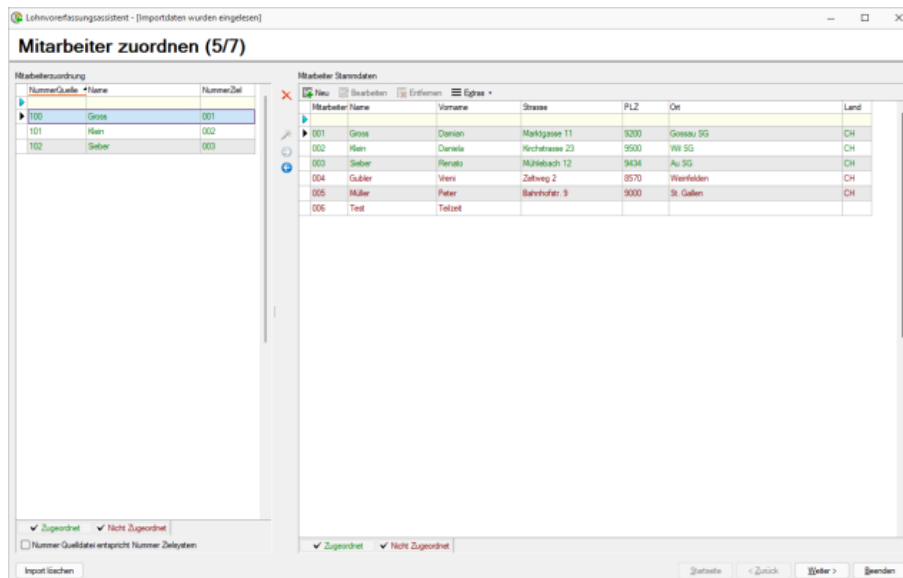 Lohnvorerfassungsassistent - [Importdaten wurden eingelesen]
Mitarbeiter zuordnen (5/7)
Mitarbeiterzuordnung
NummerQuelle Name NummerZiel
100 Gross 001
101 Klein 002
102 Sieber 003
Zugeordnet Nicht Zugeordnet
Nummer Quelldatei entspricht Nummer Zielsystem
Mitarbeiter Stammdaten
Neu Bearbeiten Entfernen Extras
Mitarbeiter Name Vorname Strasse PLZ Ort Land
001 Gross Damian Marktgasse 11 9200 Gossau SG CH
002 Klein Daniela Kirchstrasse 23 9500 Wil SG CH
003 Sieber Renato Mühlebach 12 9434 Au SG CH
004 Gubler Vreni Zeltweg 2 8570 Weinfelden CH
005 Müller Peter Bahnhofstr. 9 9000 St. Gallen CH
006 Test Teilzeit
Zugeordnet Nicht Zugeordnet
Import löschen Startseite < Zurück Weiter > Beenden